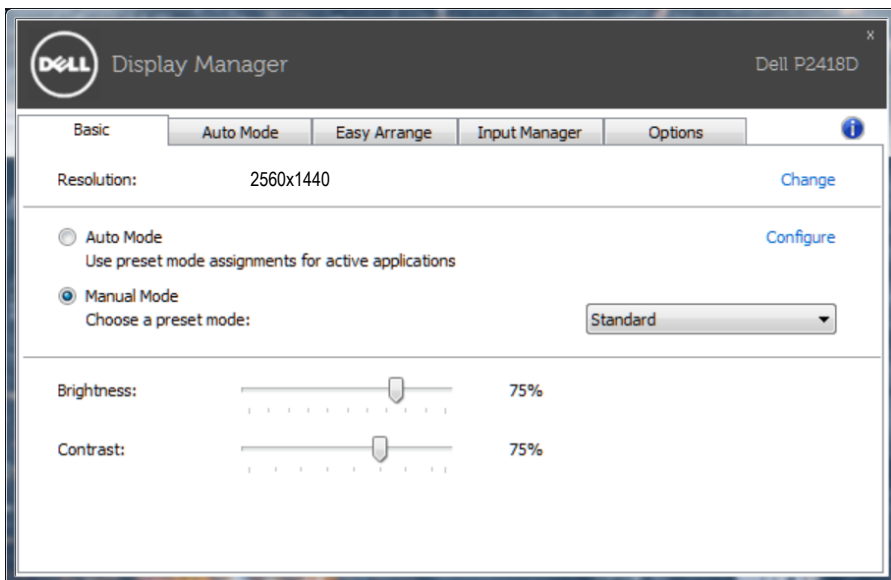 DELL Display Manager Dell P2418D x
Basic Auto Mode Easy Arrange Input Manager Options i
Resolution: 2560x1440 Change
Auto Mode Configure
Use preset mode assignments for active applications
Manual Mode
Choose a preset mode: Standard
Brightness: 75%
Contrast: 75%